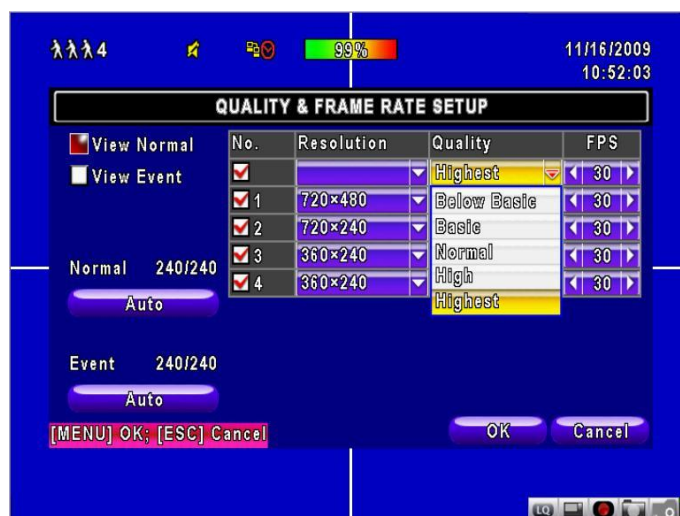 4 99% 11/16/2009
10:52:03
QUALITY & FRAME RATE SETUP
View Normal No. Resolution Quality FPS
View Event Highest 30
1 720×480 Below Basic 30
2 720×240 Basic 30
3 360×240 Normal 30
Normal 240/240 4 360×240 High 30
Auto Highest
Event 240/240
Auto
[MENU] OK; [ESC] Cancel OK Cancel
LQ